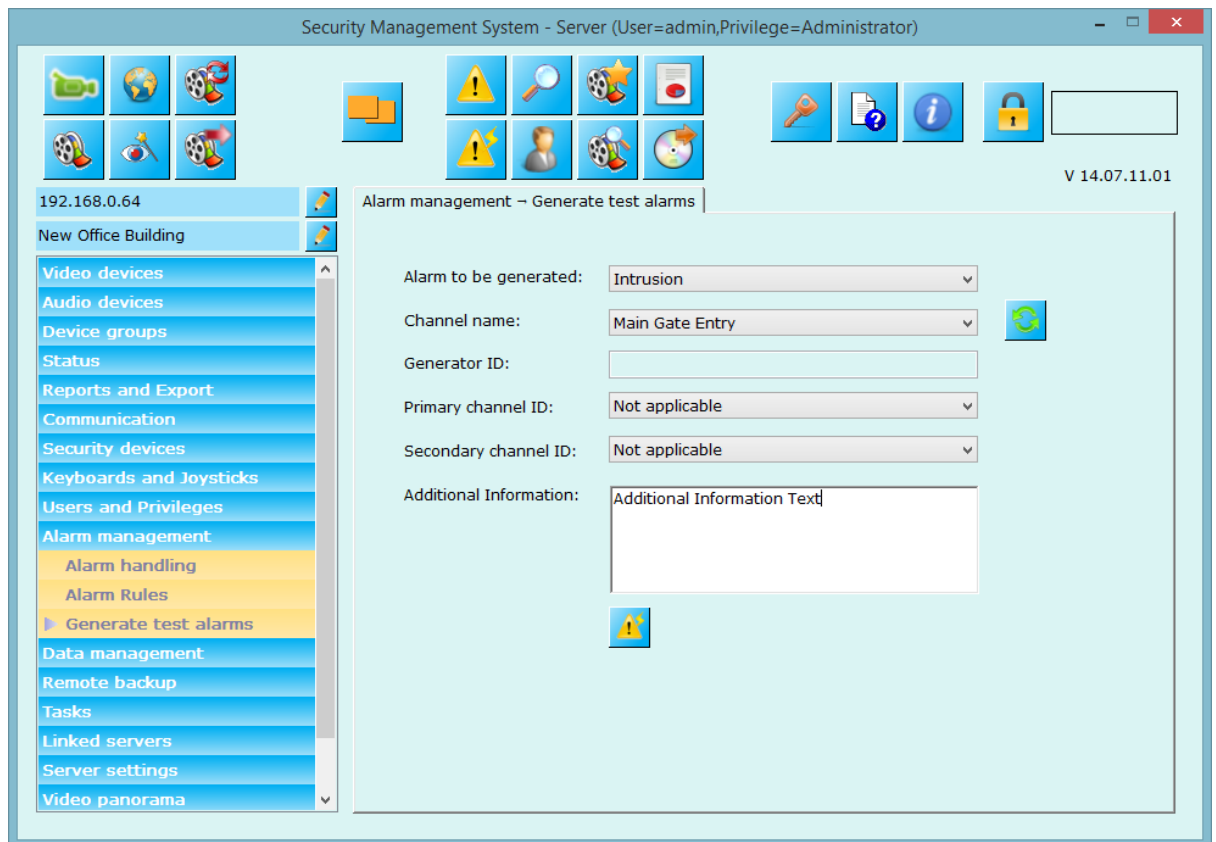 Security Management System - Server (User=admin,Privilege=Administrator)
V 14.07.11.01
192.168.0.64
New Office Building
Video devices
Audio devices
Device groups
Status
Reports and Export
Communication
Security devices
Keyboards and Joysticks
Users and Privileges
Alarm management
Alarm handling
Alarm Rules
Generate test alarms
Data management
Remote backup
Tasks
Linked servers
Server settings
Video panorama
Alarm management → Generate test alarms
Alarm to be generated: Intrusion
Channel name: Main Gate Entry
Generator ID:
Primary channel ID: Not applicable
Secondary channel ID: Not applicable
Additional Information: Additional Information Text